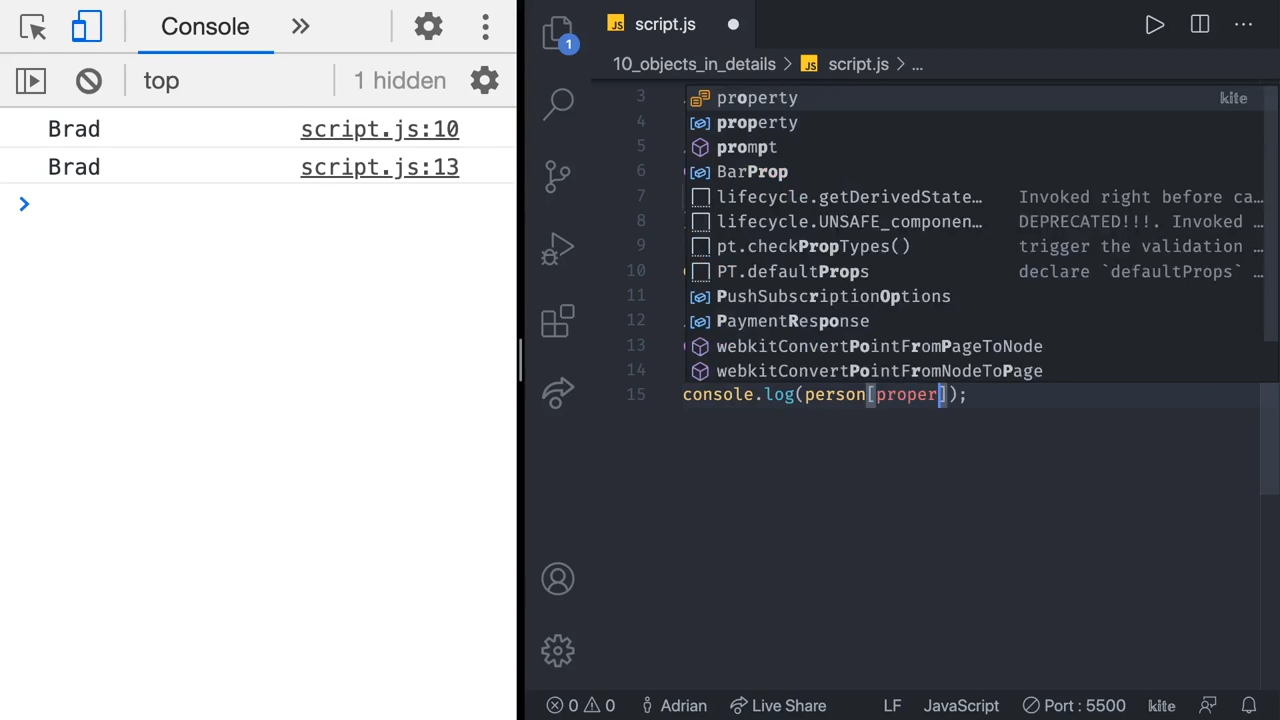 Console
top
1 hidden
Brad script.js:10
Brad script.js:13
1
JS script.js
10_objects_in_details > JS script.js > ...
3
4
5
6
7
8
9
10
11
12
13
14
property kite
property
prompt
BarProp
lifecycle.getDerivedState… Invoked right before ca…
lifecycle.UNSAFE_componen… DEPRECATED!!!. Invoked …
pt.checkPropTypes() trigger the validation …
PT.defaultProps declare `defaultProps` …
PushSubscriptionOptions
PaymentResponse
webkitConvertPointFromPageToNode
webkitConvertPointFromNodeToPage
15 console.log(person[proper]);
0 0 Adrian Live Share LF JavaScript Port : 5500 kite